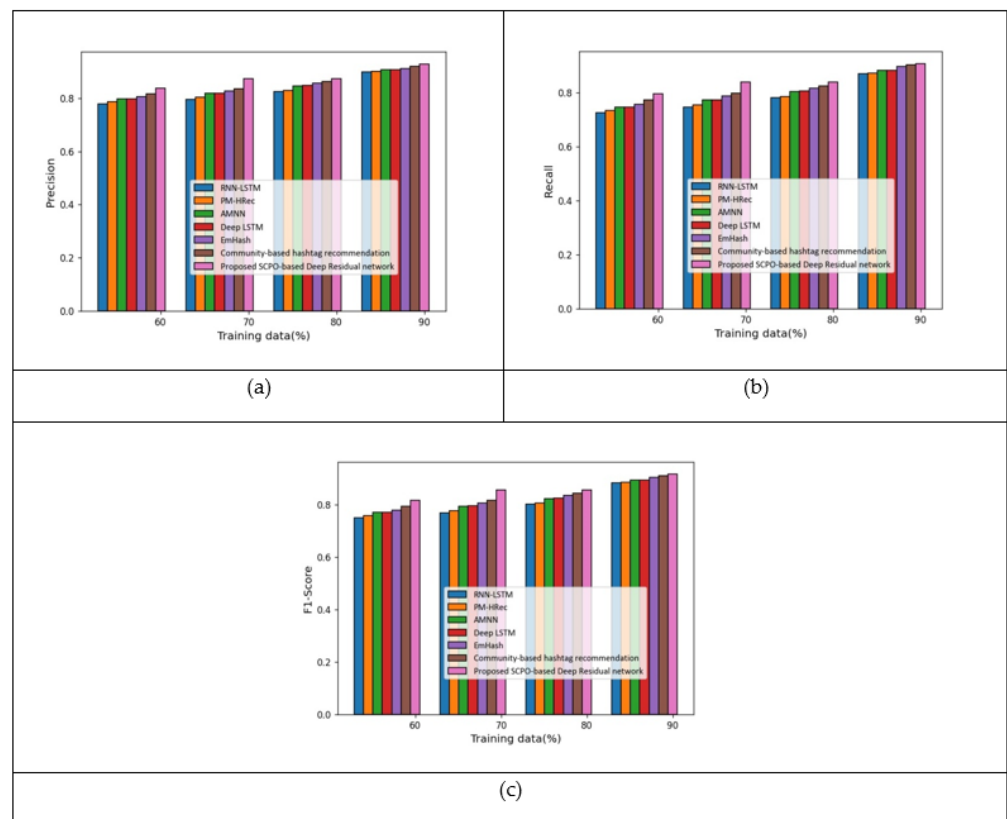 Precision
0.8
0.6
0.4
0.2
0.0
RNN-LSTM
PM-HRec
AMNN
Deep LSTM
EmHash
Community-based hashtag recommendation
Proposed SCPO-based Deep Residual network
60 70 80 90
Training data(%)
(a)
Recall
0.8
0.6
0.4
0.2
0.0
RNN-LSTM
PM-HRec
AMNN
Deep LSTM
EmHash
Community-based hashtag recommendation
Proposed SCPO-based Deep Residual network
60 70 80 90
Training data(%)
(b)
F1-Score
0.8
0.6
0.4
0.2
0.0
RNN-LSTM
PM-HRec
AMNN
Deep LSTM
EmHash
Community-based hashtag recommendation
Proposed SCPO-based Deep Residual network
60 70 80 90
Training data(%)
(c)